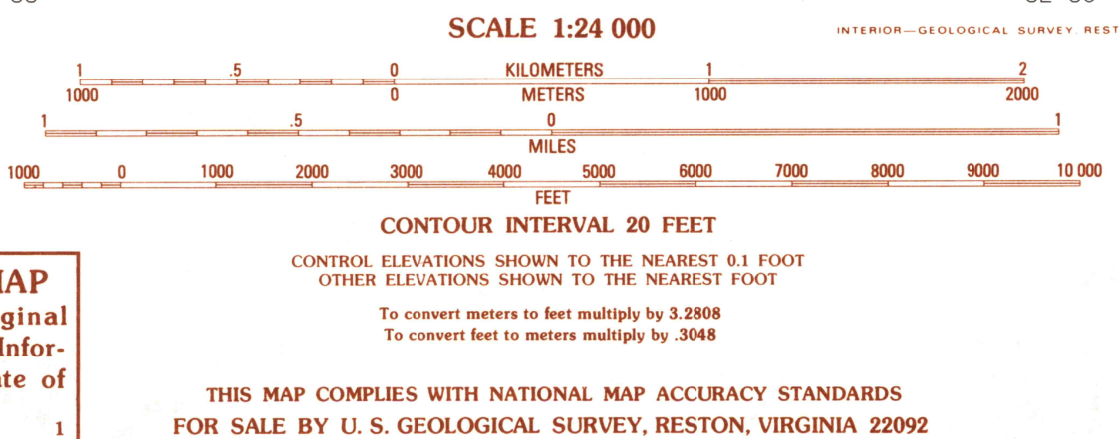 SCALE 1:24 000
INTERIOR—GEOLOGICAL SURVEY. REST
1 .5 0 KILOMETERS 1 2
1000 0 METERS 1000 2000
1 .5 0 1
MILES
1000 0 1000 2000 3000 4000 5000 6000 7000 8000 9000 10 000
FEET
CONTOUR INTERVAL 20 FEET
CONTROL ELEVATIONS SHOWN TO THE NEAREST 0.1 FOOT
OTHER ELEVATIONS SHOWN TO THE NEAREST FOOT
To convert meters to feet multiply by 3.2808
To convert feet to meters multiply by .3048
THIS MAP COMPLIES WITH NATIONAL MAP ACCURACY STANDARDS
FOR SALE BY U. S. GEOLOGICAL SURVEY, RESTON, VIRGINIA 22092
IAP
ginal
Infor-
te of
1